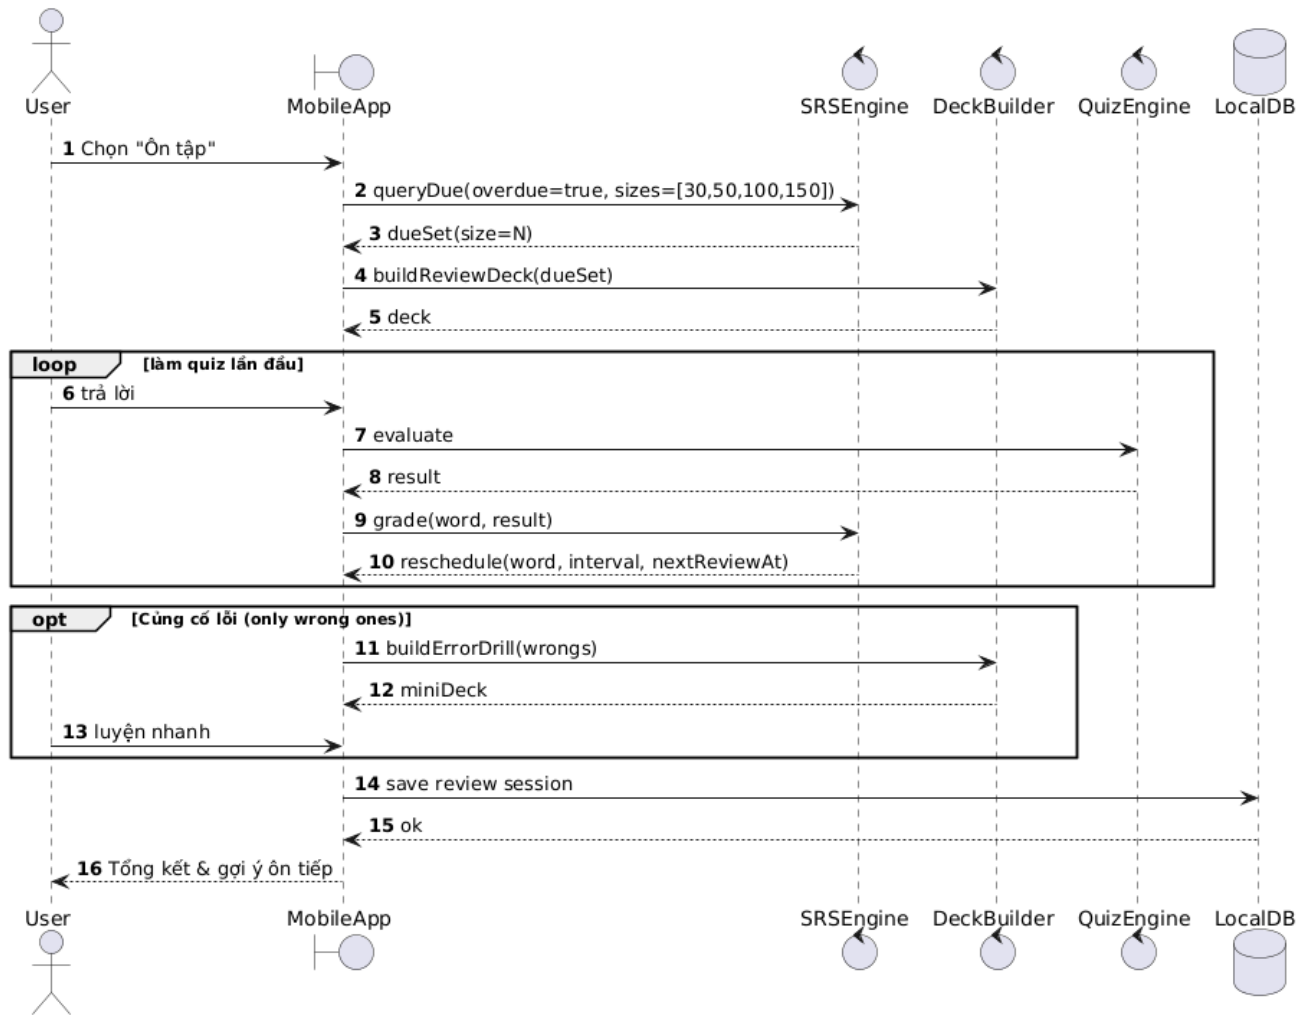 User
MobileApp
SRSEngine
DeckBuilder
QuizEngine
LocalDB
1 Chọn "Ôn tập"
2 queryDue(overdue=true, sizes=[30,50,100,150])
3 dueSet(size=N)
4 buildReviewDeck(dueSet)
5 deck
loop [làm quiz lần đầu]
6 trả lời
7 evaluate
8 result
9 grade(word, result)
10 reschedule(word, interval, nextReviewAt)
opt [Củng cố lỗi (only wrong ones)]
11 buildErrorDrill(wrongs)
12 miniDeck
13 luyện nhanh
14 save review session
15 ok
16 Tổng kết & gợi ý ôn tiếp
User
MobileApp
SRSEngine
DeckBuilder
QuizEngine
LocalDB